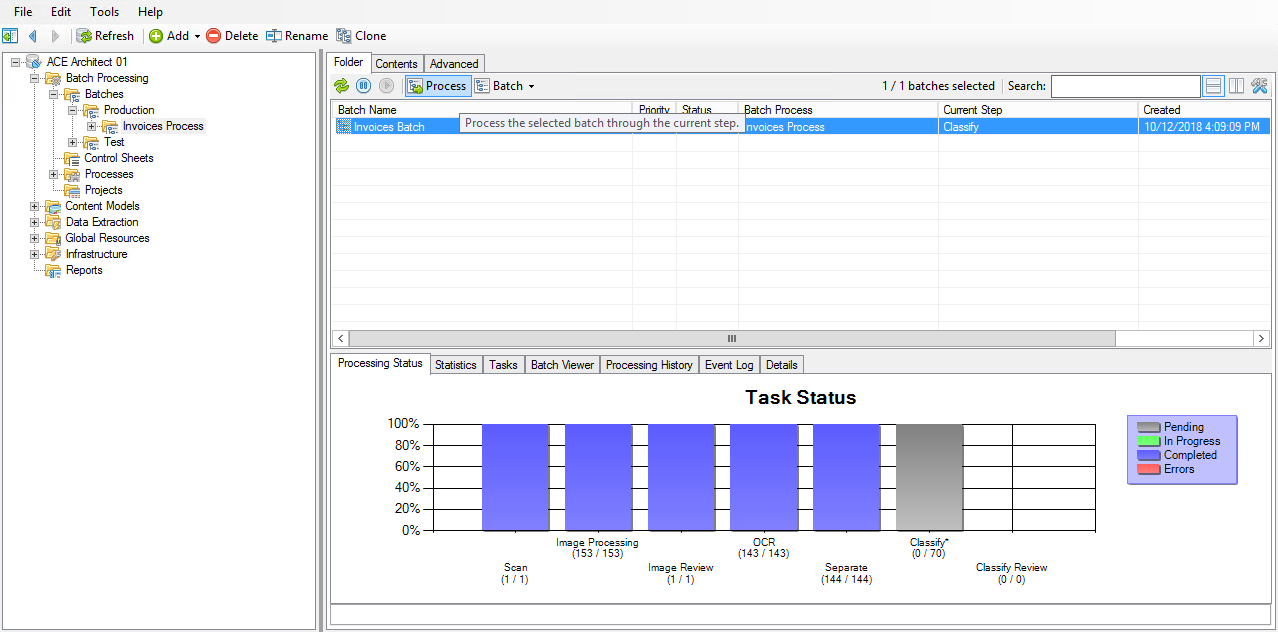 File Edit Tools Help
Refresh Add Delete Rename Clone
ACE Architect 01
Batch Processing
Batches
Production
Invoices Process
Test
Control Sheets
Processes
Projects
Content Models
Data Extraction
Global Resources
Infrastructure
Reports
Folder Contents Advanced
Process Batch 1 / 1 batches selected Search:
Batch Name Priority Status Batch Process Current Step Created
Invoices Batch nvoices Process Classify 10/12/2018 4:09:09 PM
Process the selected batch through the current step.
Processing Status Statistics Tasks Batch Viewer Processing History Event Log Details
Task Status
100%
80%
60%
40%
20%
0%
Image Processing OCR Classify*
(153 / 153) (143 / 143) (0 / 70)
Scan Image Review Separate Classify Review
(1 / 1) (1 / 1) (144 / 144) (0 / 0)
Pending
In Progress
Completed
Errors